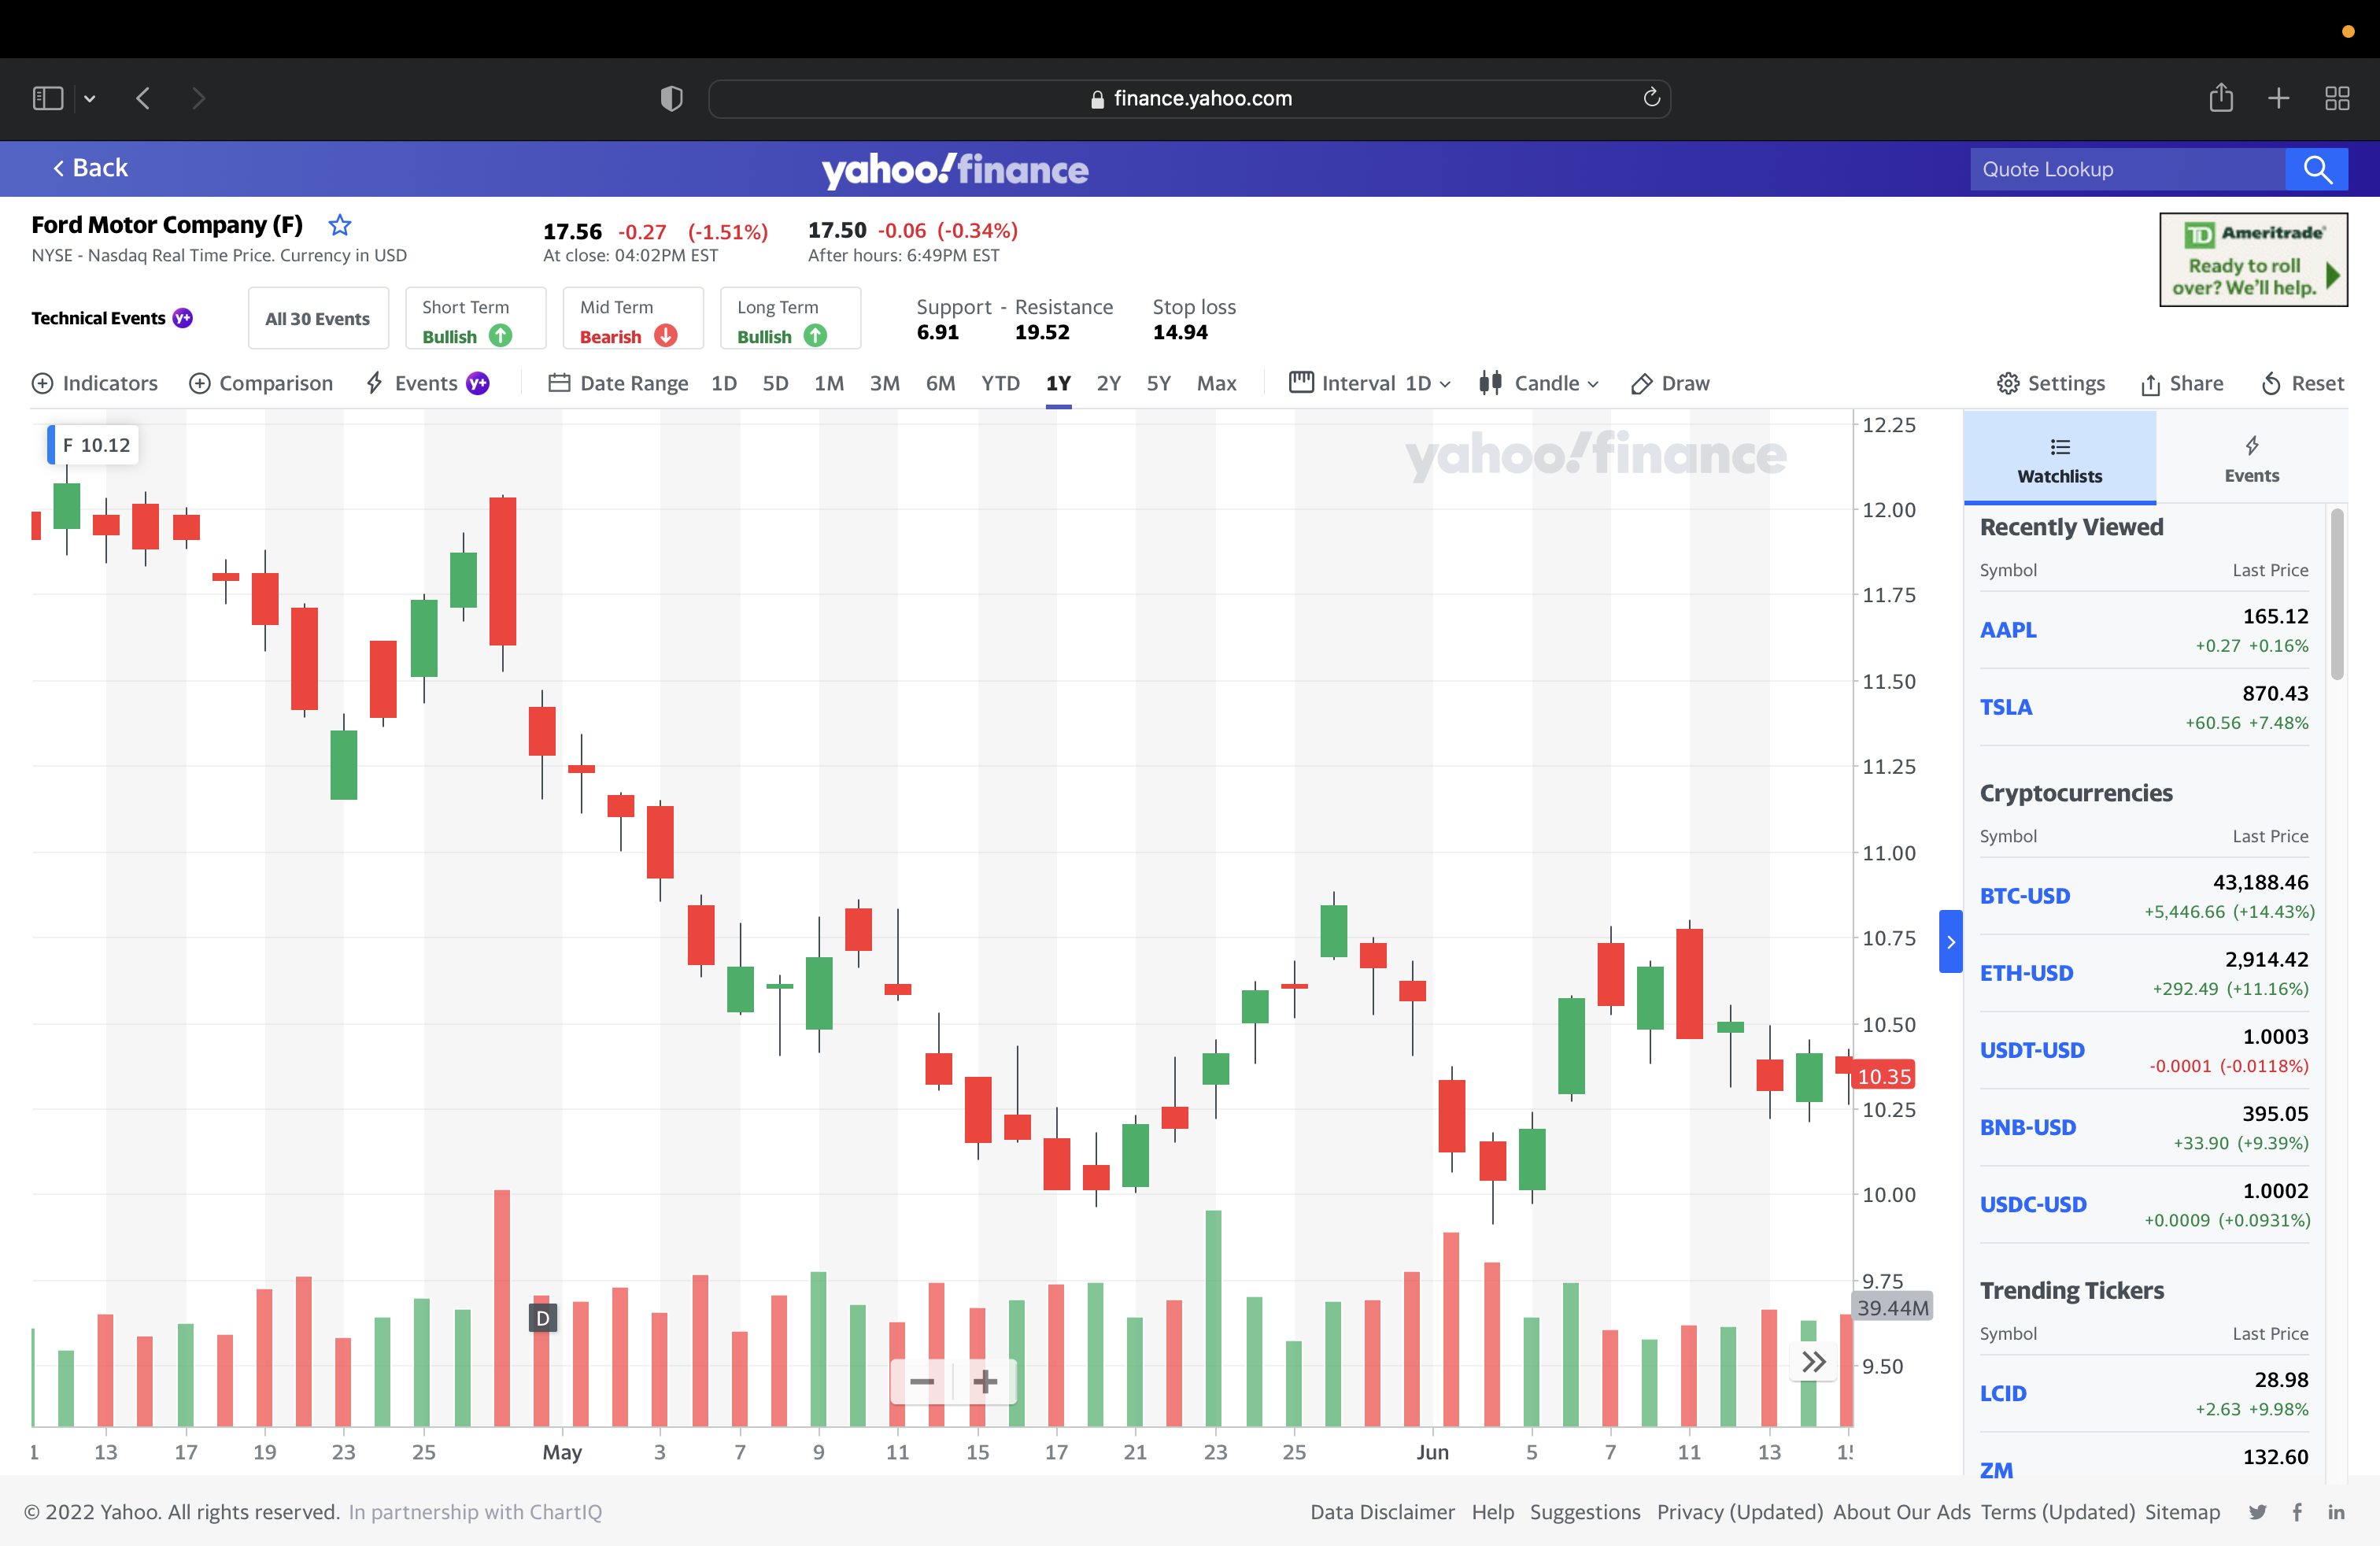 finance.yahoo.com
Back
yahoo!finance
Quote Lookup
Ford Motor Company (F)
17.56 -0.27 (-1.51%)
17.50 -0.06 (-0.34%)
NYSE - Nasdaq Real Time Price. Currency in USD
At close: 04:02PM EST
After hours: 6:49PM EST
TD Ameritrade
Ready to roll
over? We'll help.
Technical Events Y+
All 30 Events
Short Term
Bullish
Mid Term
Bearish
Long Term
Bullish
Support - Resistance
6.91 19.52
Stop loss
14.94
Indicators Comparison Events Y+ Date Range 1D 5D 1M 3M 6M YTD 1Y 2Y 5Y Max Interval 1D Candle Draw Settings Share Reset
F 10.12
yahoo!finance
12.25
12.00
11.75
11.50
11.25
11.00
10.75
10.50
10.35
10.25
10.00
9.75
39.44M
9.50
D
13 17 19 23 25 May 3 7 9 11 15 17 21 23 25 Jun 5 7 11 13
Watchlists
Events
Recently Viewed
Symbol Last Price
AAPL 165.12
+0.27 +0.16%
TSLA 870.43
+60.56 +7.48%
Cryptocurrencies
Symbol Last Price
BTC-USD 43,188.46
+5,446.66 (+14.43%)
ETH-USD 2,914.42
+292.49 (+11.16%)
USDT-USD 1.0003
-0.0001 (-0.0118%)
BNB-USD 395.05
+33.90 (+9.39%)
USDC-USD 1.0002
+0.0009 (+0.0931%)
Trending Tickers
Symbol Last Price
LCID 28.98
+2.63 +9.98%
ZM 132.60
© 2022 Yahoo. All rights reserved. In partnership with ChartIQ
Data Disclaimer Help Suggestions Privacy (Updated) About Our Ads Terms (Updated) Sitemap